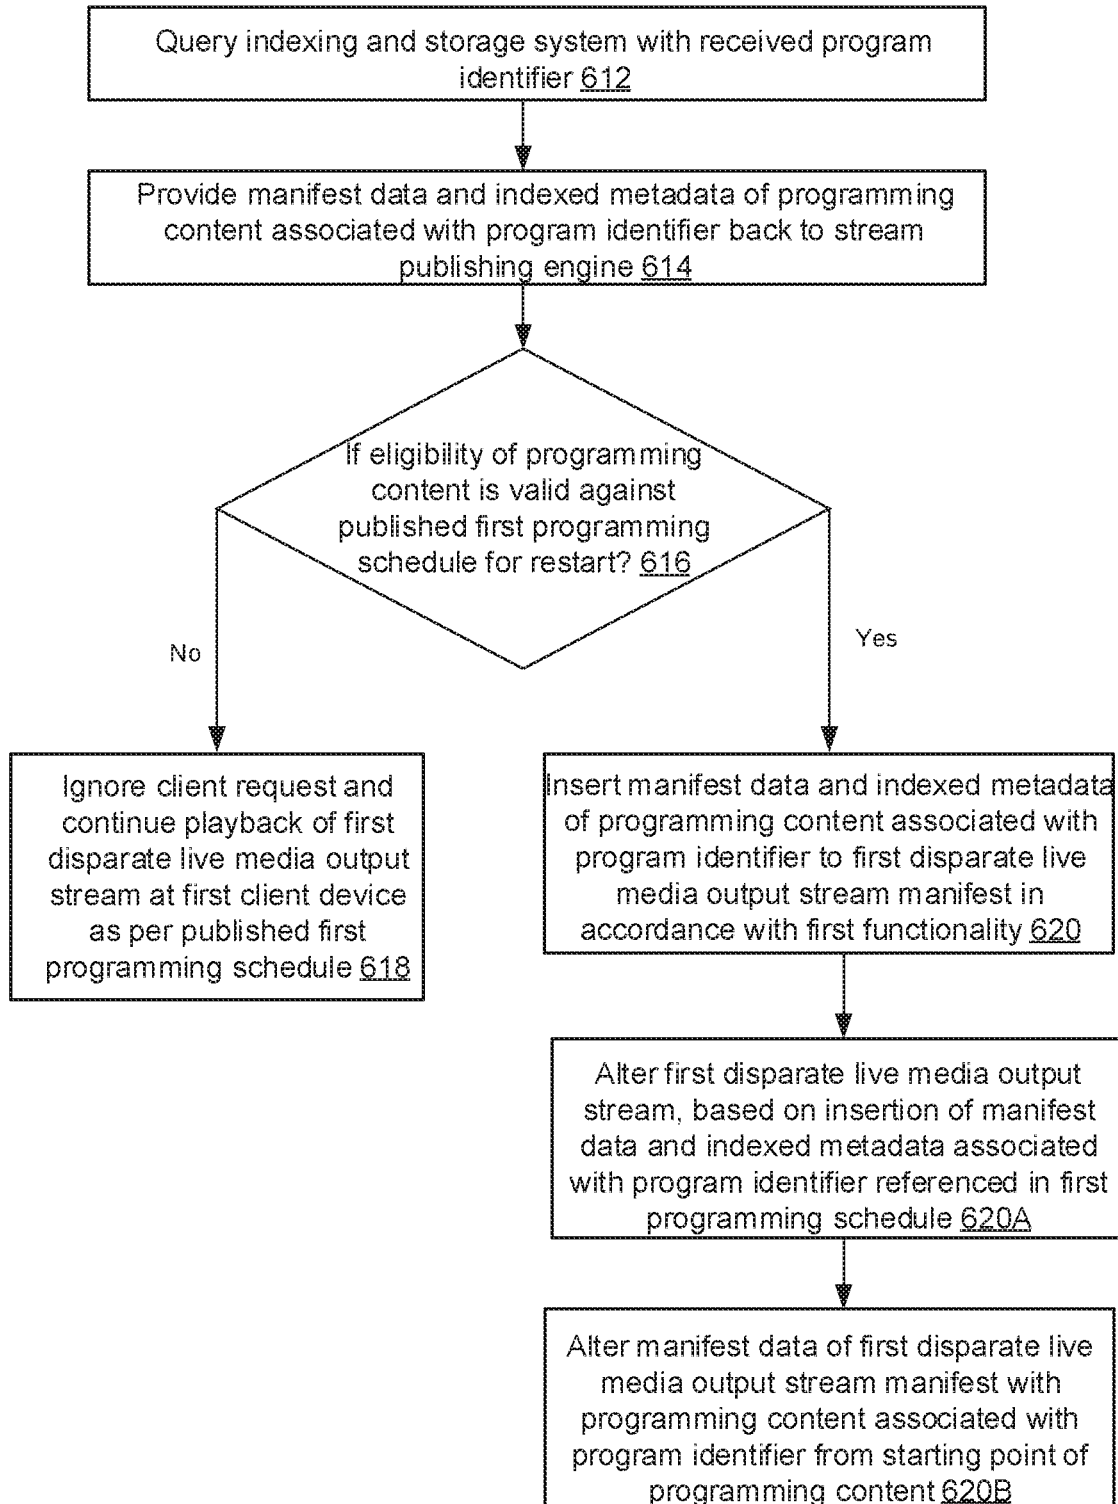 Query indexing and storage system with received program
identifier 612
Provide manifest data and indexed metadata of programming
content associated with program identifier back to stream
publishing engine 614
If eligibility of programming
content is valid against
published first programming
schedule for restart? 616
No
Yes
Ignore client request and
continue playback of first
disparate live media output
stream at first client device
as per published first
programming schedule 618
Insert manifest data and indexed metadata
of programming content associated with
program identifier to first disparate live
media output stream manifest in
accordance with first functionality 620
Alter first disparate live media output
stream, based on insertion of manifest
data and indexed metadata associated
with program identifier referenced in first
programming schedule 620A
Alter manifest data of first disparate live
media output stream manifest with
programming content associated with
program identifier from starting point of
programming content 620B